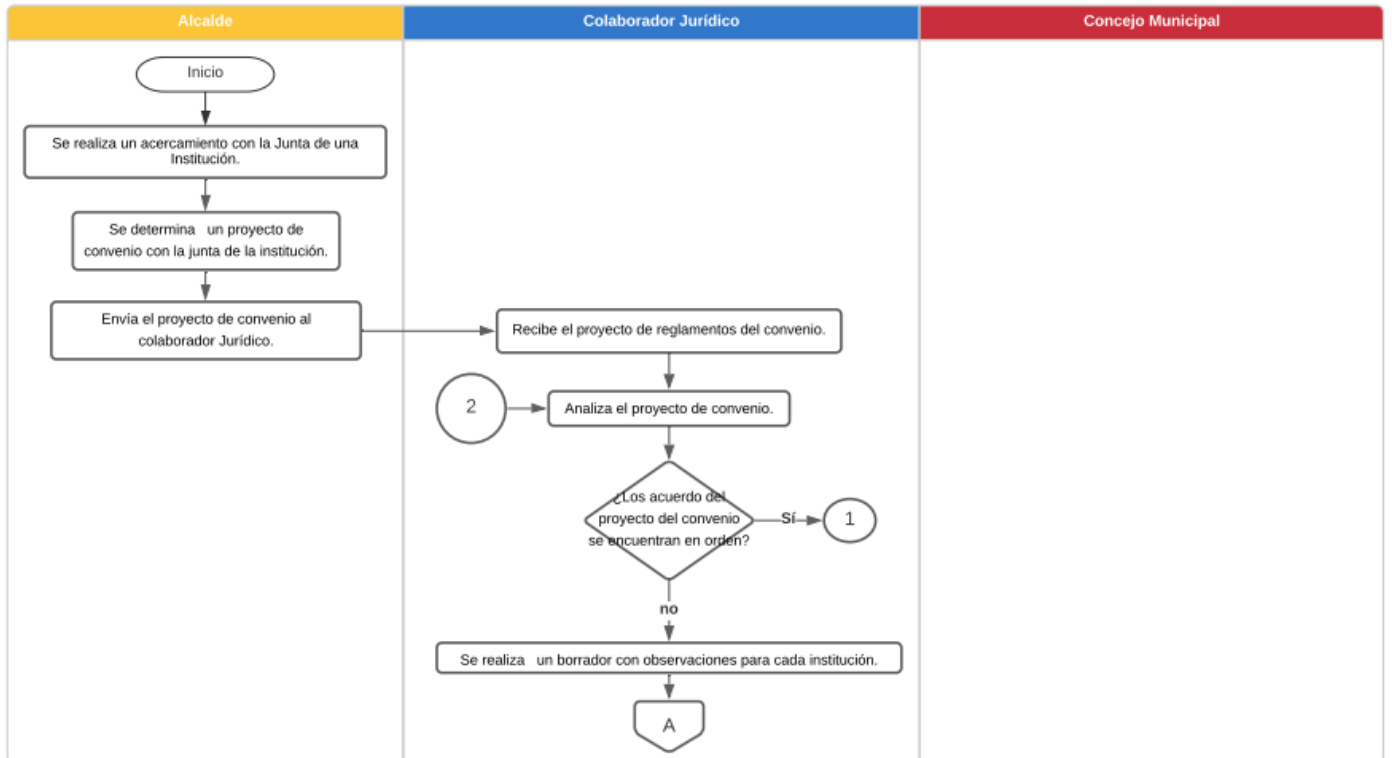 Alcalde
Colaborador Jurídico
Concejo Municipal
Inicio
Se realiza un acercamiento con la Junta de una
Institución.
Se determina un proyecto de
convenio con la junta de la institución.
Envía el proyecto de convenio al
colaborador Jurídico.
Recibe el proyecto de reglamentos del convenio.
2
Analiza el proyecto de convenio.
¿Los acuerdo del
proyecto del convenio
se encuentran en orden?
Sí
1
no
Se realiza un borrador con observaciones para cada institución.
A